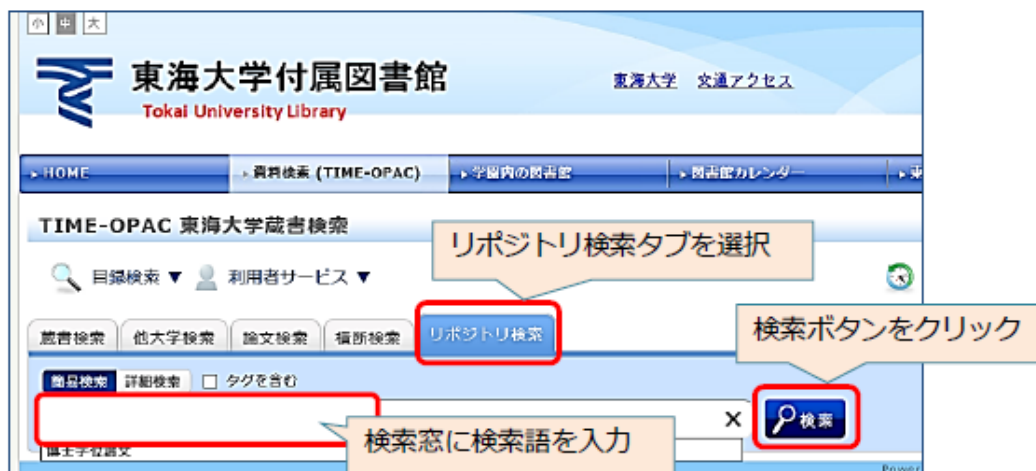 小 中 大
東海大学付属図書館
Tokai University Library
東海大学 交通アクセス
HOME 資料検索 (TIME-OPAC) 学園内の図書館 図書館カレンダー 東
TIME-OPAC 東海大学蔵書検索
リポジトリ検索タブを選択
目録検索 ▼ 利用者サービス ▼
検索ボタンをクリック
蔵書検索 他大学検索 論文検索 横断検索 リポジトリ検索
簡易検索 詳細検索 タグを含む
検索
検索窓に検索語を入力
博士学位論文
Power